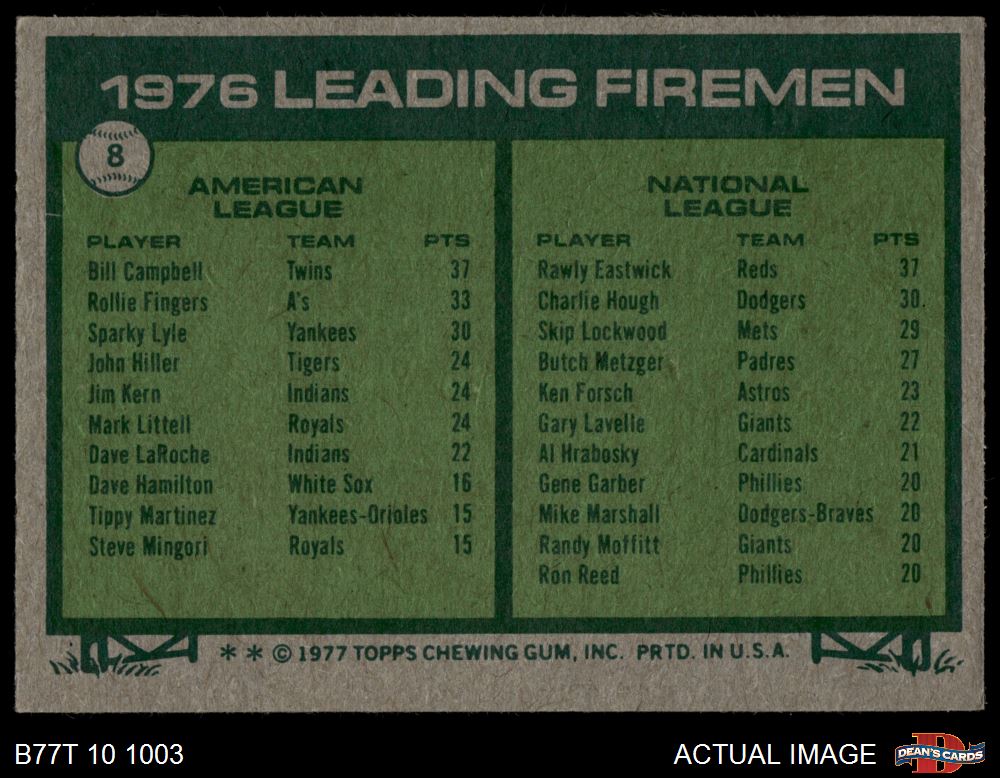 1976 LEADING FIREMEN
8
AMERICAN
LEAGUE
PLAYER TEAM PTS
Bill Campbell Twins 37
Rollie Fingers A's 33
Sparky Lyle Yankees 30
John Hiller Tigers 24
Jim Kern Indians 24
Mark Littell Royals 24
Dave LaRoche Indians 22
Dave Hamilton White Sox 16
Tippy Martinez Yankees-Orioles 15
Steve Mingori Royals 15
NATIONAL
LEAGUE
PLAYER TEAM PTS
Rawly Eastwick Reds 37
Charlie Hough Dodgers 30.
Skip Lockwood Mets 29
Butch Metzger Padres 27
Ken Forsch Astros 23
Gary Lavelle Giants 22
Al Hrabosky Cardinals 21
Gene Garber Phillies 20
Mike Marshall Dodgers-Braves 20
Randy Moffitt Giants 20
Ron Reed Phillies 20
** © 1977 TOPPS CHEWING GUM, INC. PRTD. IN U.S.A.
B77T 10 1003
ACTUAL IMAGE
DEAN'S CARDS